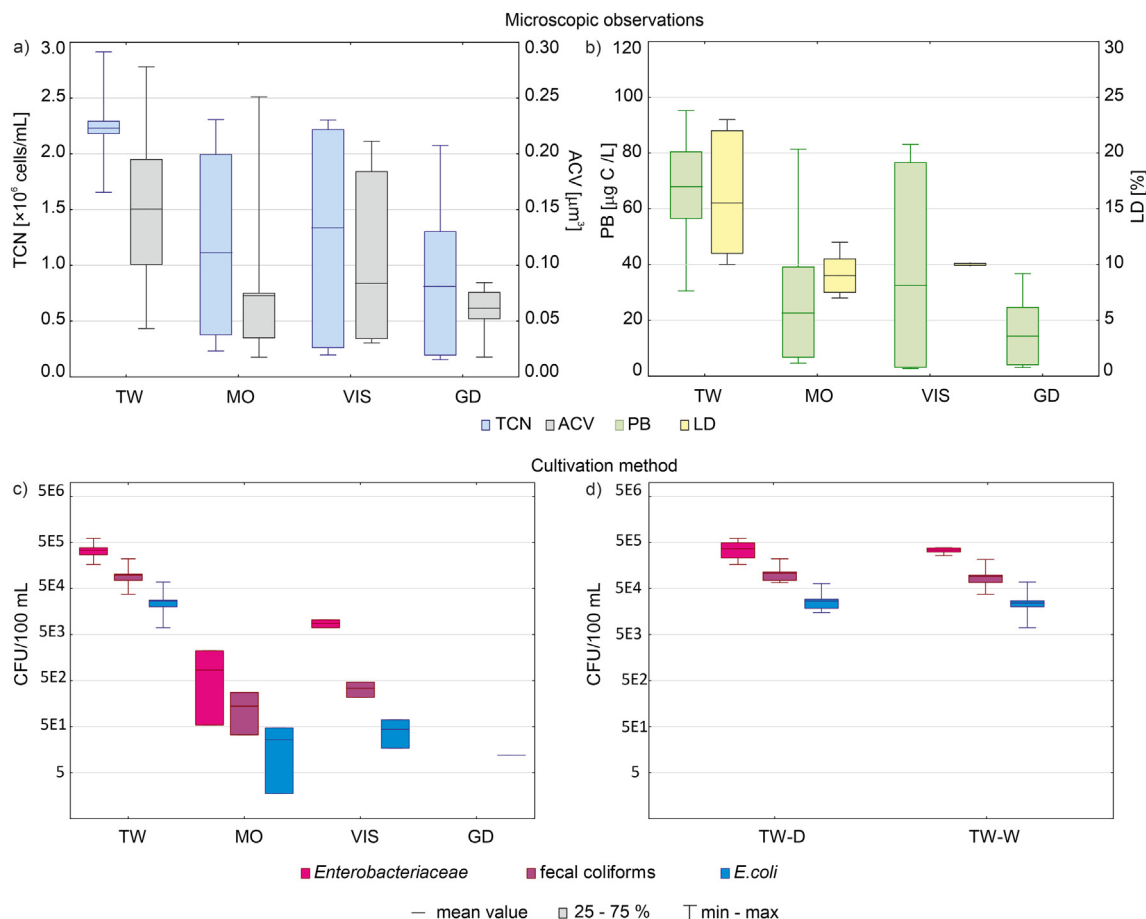 Microscopic observations
a)
TCN [×10⁶ cells/mL]
3.0
2.5
2.0
1.5
1.0
0.5
0.0
0.30
0.25
0.20
0.15
0.10
0.05
0.00
ACV [µm³]
TW MO VIS GD
b)
PB [µg C /L]
120
100
80
60
40
20
0
30
25
20
15
10
5
0
LD [%]
TW MO VIS GD
TCN ACV PB LD
Cultivation method
c)
CFU/100 mL
5E6
5E5
5E4
5E3
5E2
5E1
5
TW MO VIS GD
d)
CFU/100 mL
5E6
5E5
5E4
5E3
5E2
5E1
5
TW-D TW-W
Enterobacteriaceae fecal coliforms E.coli
mean value 25 - 75 % min - max